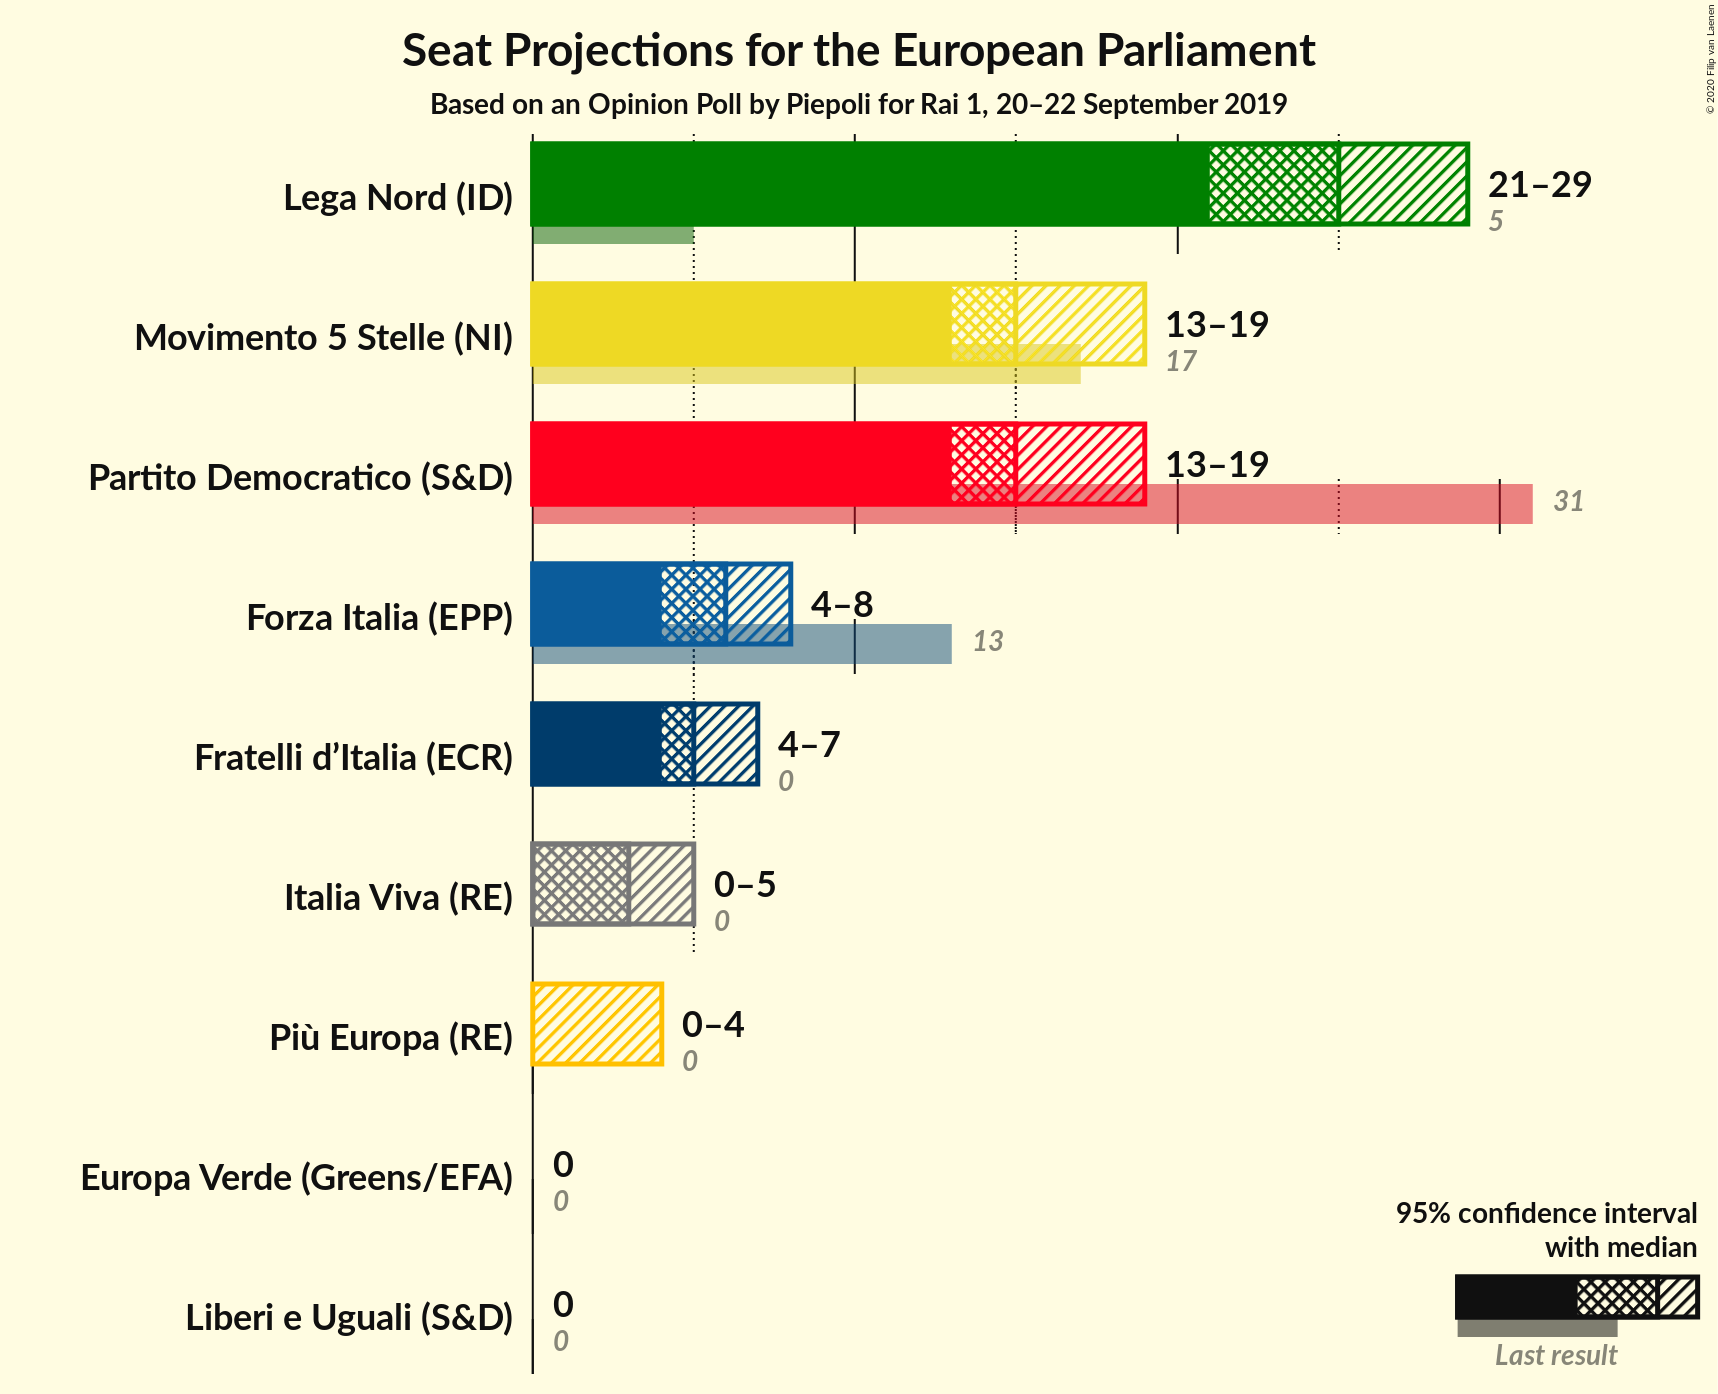 Seat Projections for the European Parliament
Based on an Opinion Poll by Piepoli for Rai 1, 20–22 September 2019
© 2020 Filip van Laenen
Lega Nord (ID)
21–29
5
Movimento 5 Stelle (NI)
13–19
17
Partito Democratico (S&D)
13–19
31
Forza Italia (EPP)
4–8
13
Fratelli d’Italia (ECR)
4–7
0
Italia Viva (RE)
0–5
0
Più Europa (RE)
0–4
0
Europa Verde (Greens/EFA)
0
0
Liberi e Uguali (S&D)
0
0
95% confidence interval
with median
Last result